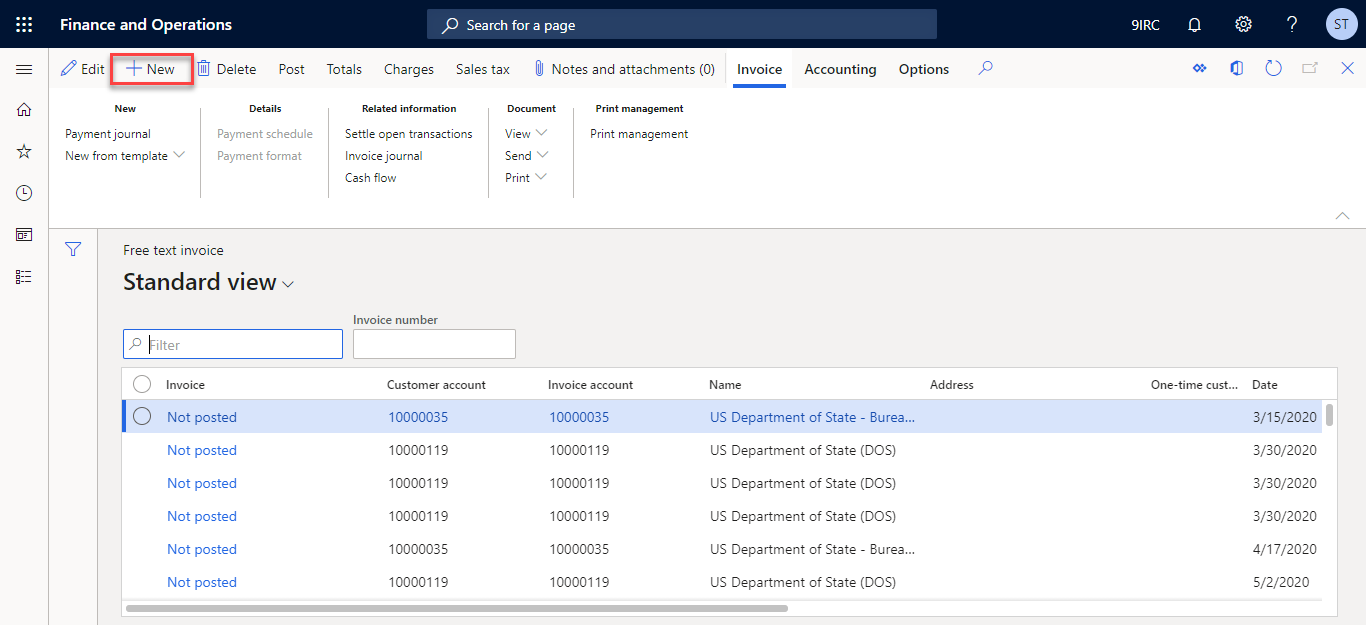 Finance and Operations Search for a page 9IRC ? ST
Edit + New Delete Post Totals Charges Sales tax Notes and attachments (0) Invoice Accounting Options
New Details Related information Document Print management
Payment journal Payment schedule Settle open transactions View Print management
New from template Payment format Invoice journal Send
Cash flow Print
Free text invoice
Standard view
Invoice number
Filter
Invoice Customer account Invoice account Name Address One-time cust... Date
Not posted 10000035 10000035 US Department of State - Burea... 3/15/2020
Not posted 10000119 10000119 US Department of State (DOS) 3/30/2020
Not posted 10000119 10000119 US Department of State (DOS) 3/30/2020
Not posted 10000119 10000119 US Department of State (DOS) 3/30/2020
Not posted 10000035 10000035 US Department of State - Burea... 4/17/2020
Not posted 10000119 10000119 US Department of State (DOS) 5/2/2020